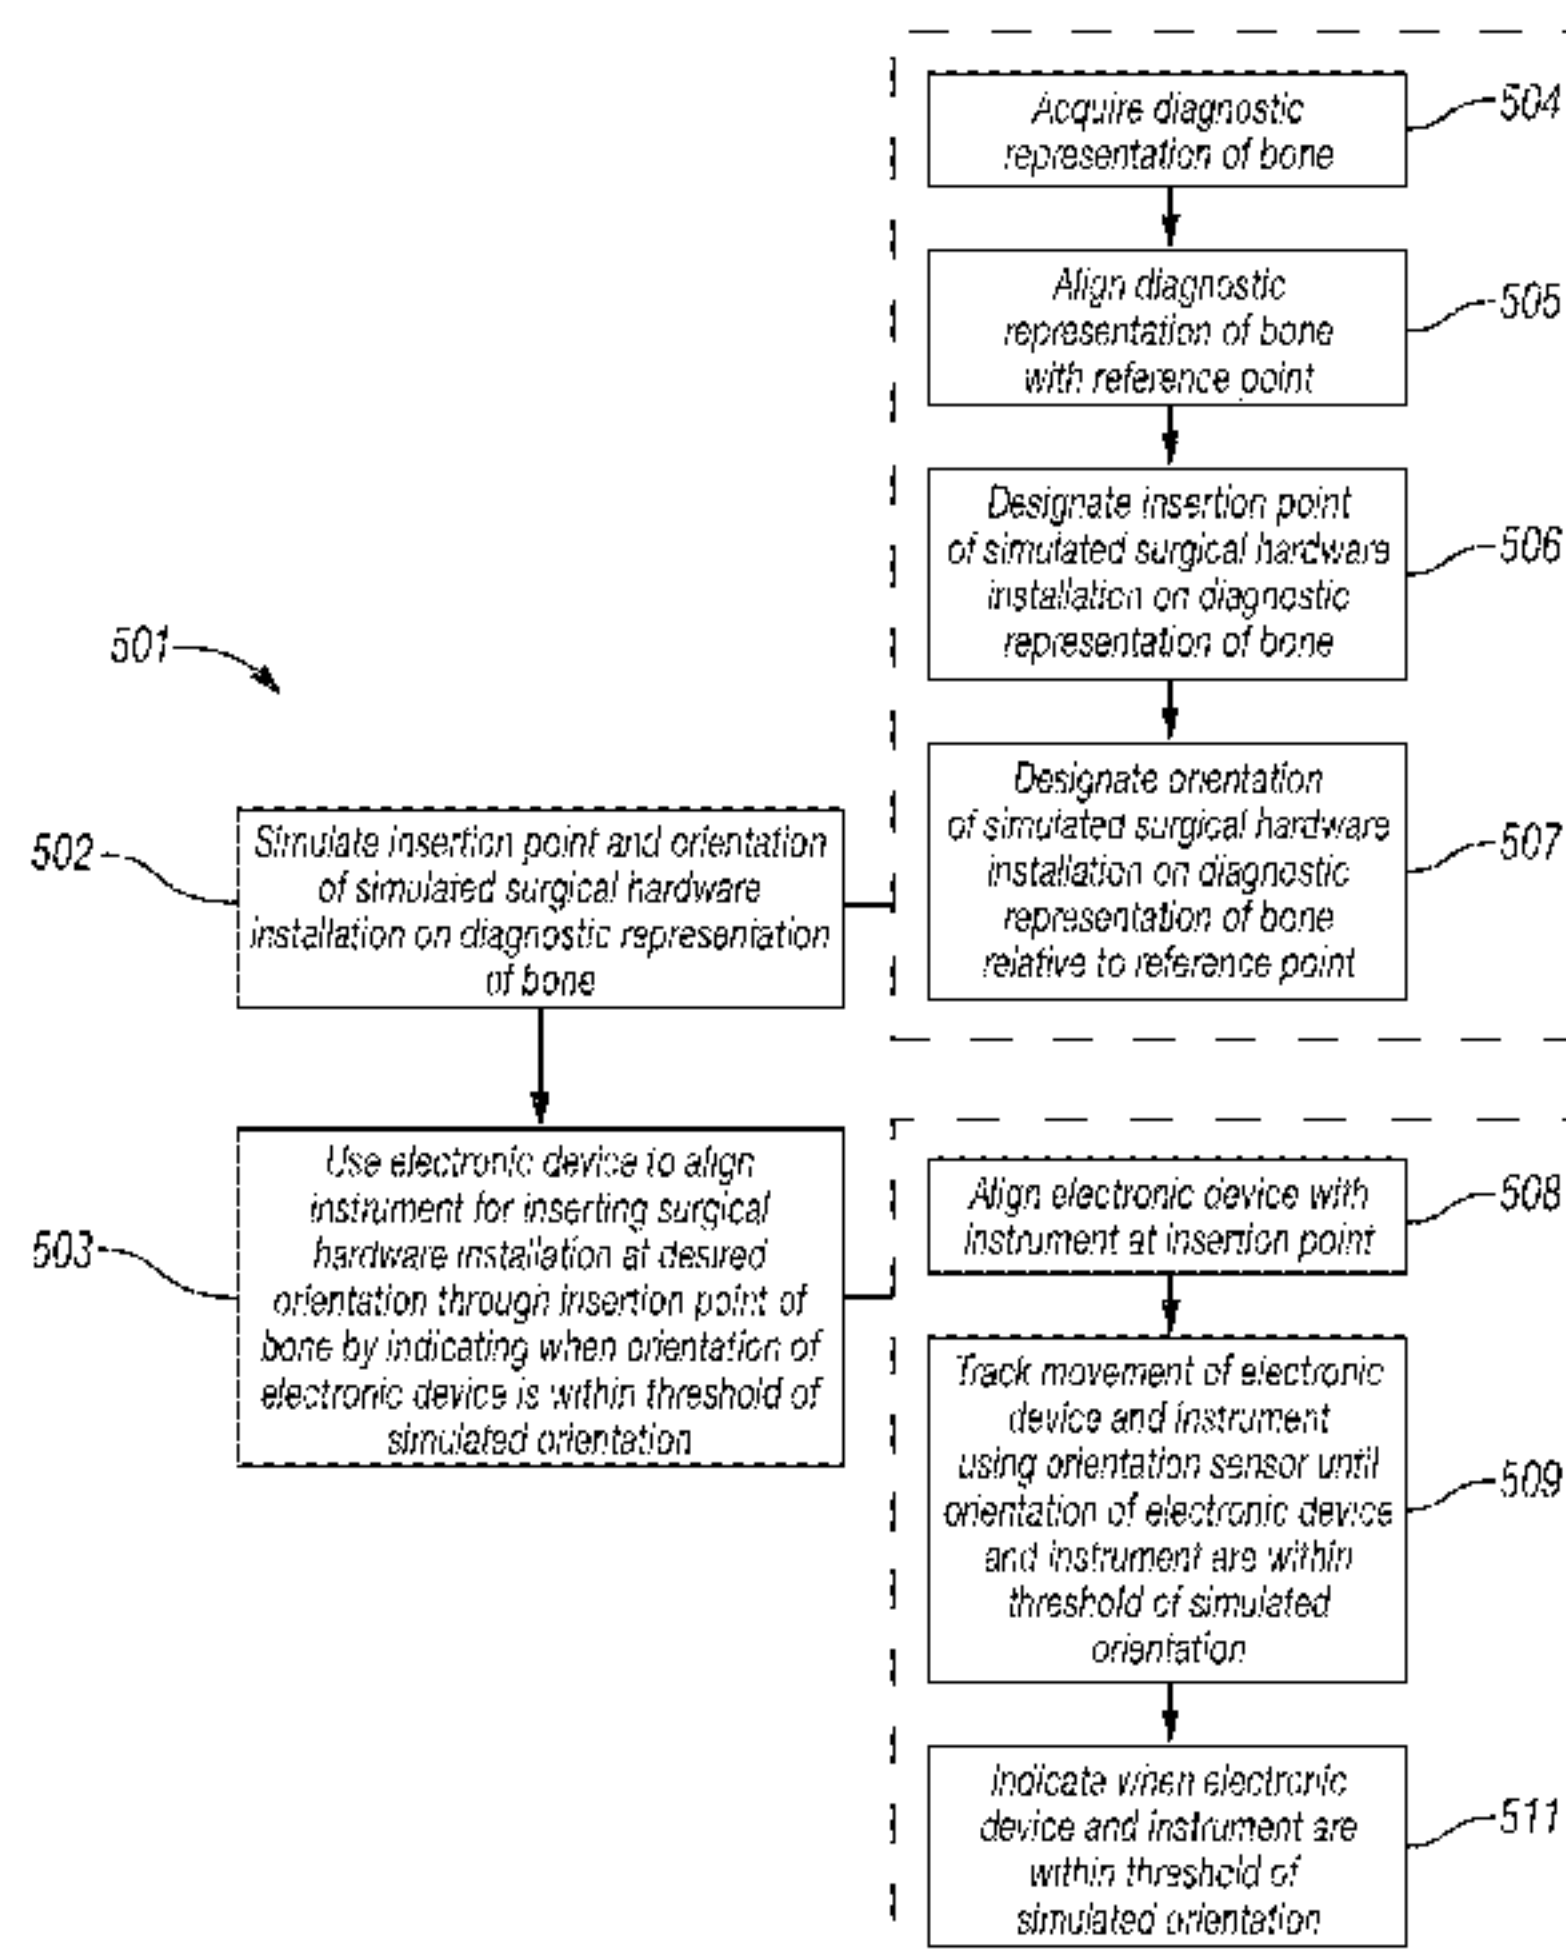 504
Acquire diagnostic
representation of bone
505
Align diagnostic
representation of bone
with reference point
506
Designate insertion point
of simulated surgical hardware
installation on diagnostic
representation of bone
501
507
Designate orientation
of simulated surgical hardware
installation on diagnostic
representation of bone
relative to reference point
502
Simulate insertion point and orientation
of simulated surgical hardware
installation on diagnostic representation
of bone
503
Use electronic device to align
instrument for inserting surgical
hardware installation at desired
orientation through insertion point of
bone by indicating when orientation of
electronic device is within threshold of
simulated orientation
508
Align electronic device with
instrument at insertion point
509
Track movement of electronic
device and instrument
using orientation sensor until
orientation of electronic device
and instrument are within
threshold of simulated
orientation
511
Indicate when electronic
device and instrument are
within threshold of
simulated orientation